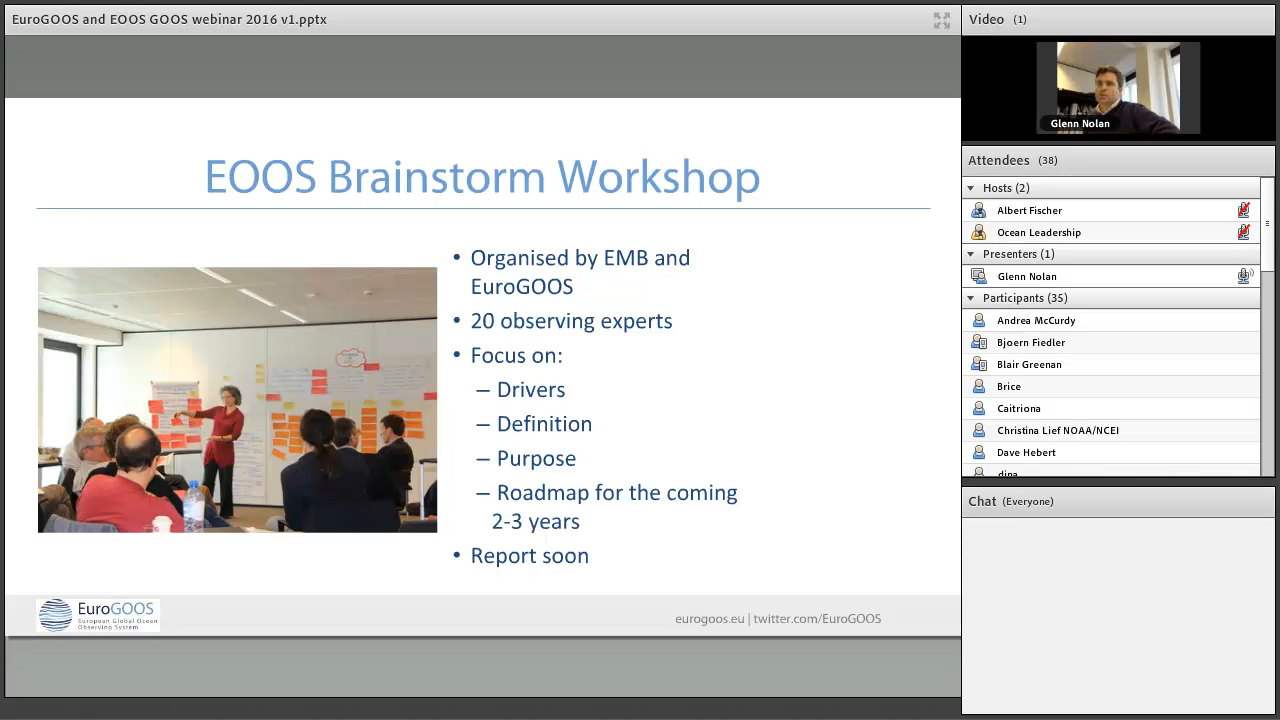 EuroGOOS and EOOS GOOS webinar 2016 v1.pptx
EOOS Brainstorm Workshop
• Organised by EMB and
EuroGOOS
• 20 observing experts
• Focus on:
– Drivers
– Definition
– Purpose
– Roadmap for the coming
2-3 years
• Report soon
EuroGOOS
European Global Ocean
Observing System
eurogoos.eu | twitter.com/EuroGOOS
Video (1)
Glenn Nolan
Attendees (38)
Hosts (2)
Albert Fischer
Ocean Leadership
Presenters (1)
Glenn Nolan
Participants (35)
Andrea McCurdy
Bjoern Fiedler
Blair Greenan
Brice
Caitriona
Christina Lief NOAA/NCEI
Dave Hebert
Chat (Everyone)